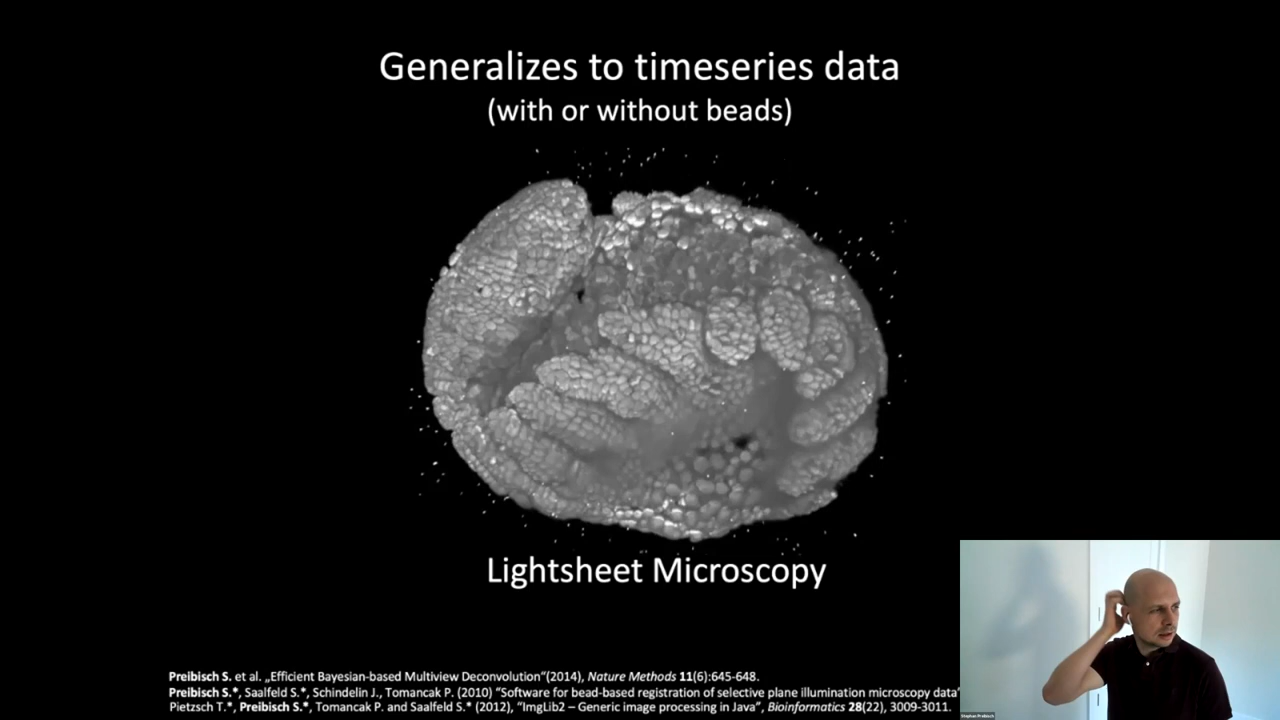 Generalizes to timeseries data
(with or without beads)
Lightsheet Microscopy
Preibisch S. et al. „Efficient Bayesian-based Multiview Deconvolution“(2014), Nature Methods 11(6):645-648.
Preibisch S.*, Saalfeld S.*, Schindelin J., Tomancak P. (2010) “Software for bead-based registration of selective plane illumination microscopy data”
Pietzsch T.*, Preibisch S.*, Tomancak P. and Saalfeld S.* (2012), “ImgLib2 – Generic image processing in Java”, Bioinformatics 28(22), 3009-3011.
Stephan Preibisch